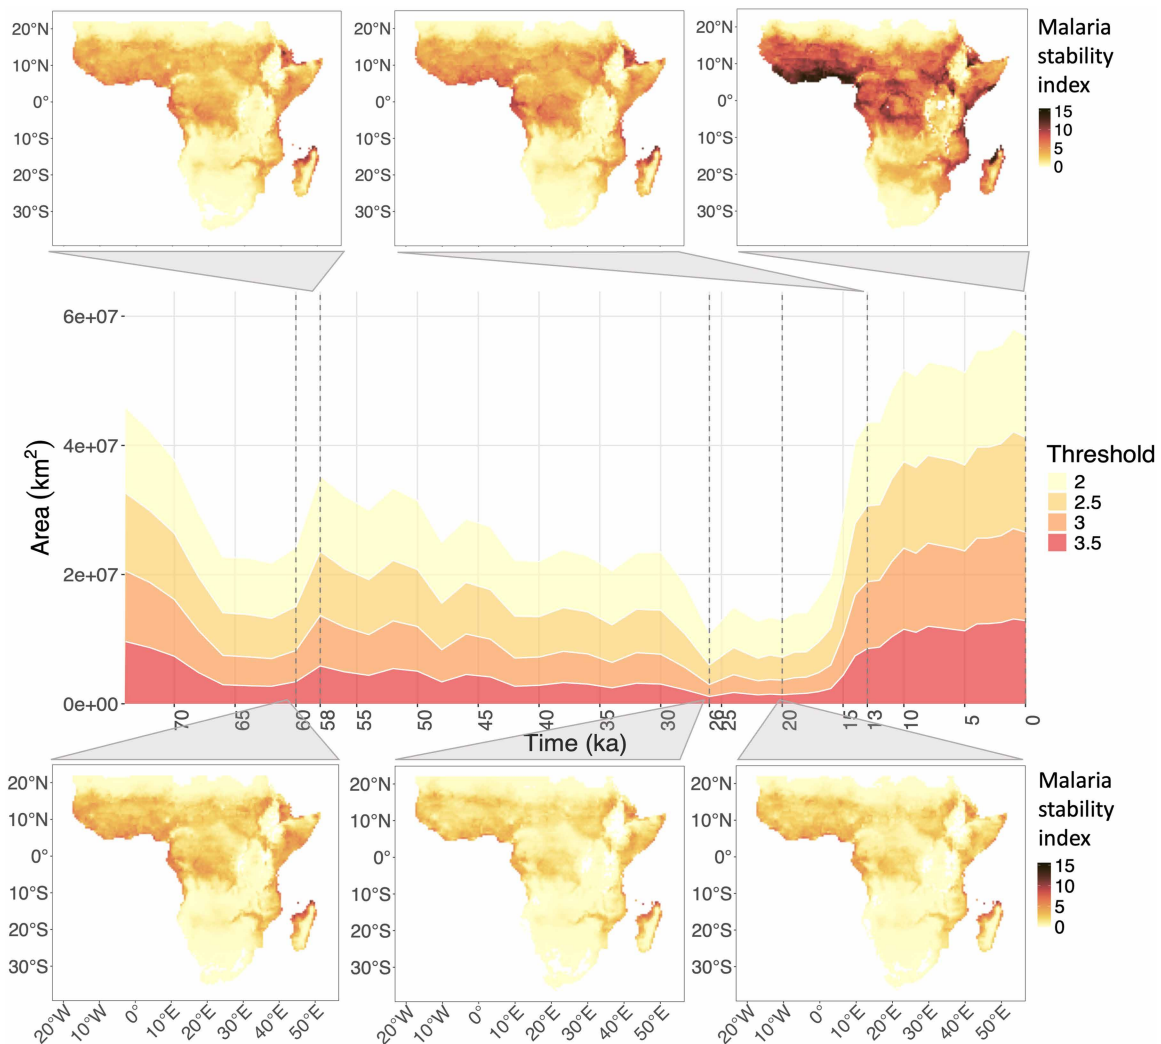 20°N
10°N
0°
10°S
20°S
30°S
20°N
10°N
0°
10°S
20°S
30°S
20°N
10°N
0°
10°S
20°S
30°S
Malaria
stability
index
15
10
5
0
6e+07
4e+07
2e+07
0e+00
Area (km²)
70
65
60
58
55
50
45
40
35
30
26
25
20
15
13
10
5
0
Time (ka)
Threshold
2
2.5
3
3.5
20°N
10°N
0°
10°S
20°S
30°S
20°W
10°W
0°
10°E
20°E
30°E
40°E
50°E
20°N
10°N
0°
10°S
20°S
30°S
20°W
10°W
0°
10°E
20°E
30°E
40°E
50°E
20°N
10°N
0°
10°S
20°S
30°S
20°W
10°W
0°
10°E
20°E
30°E
40°E
50°E
Malaria
stability
index
15
10
5
0